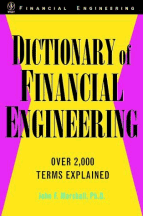 FINANCIAL ENGINEERING
DICTIONARY of
FINANCIAL
ENGINEERING
OVER 2,000
TERMS EXPLAINED
John F. Marshall, Ph.D.